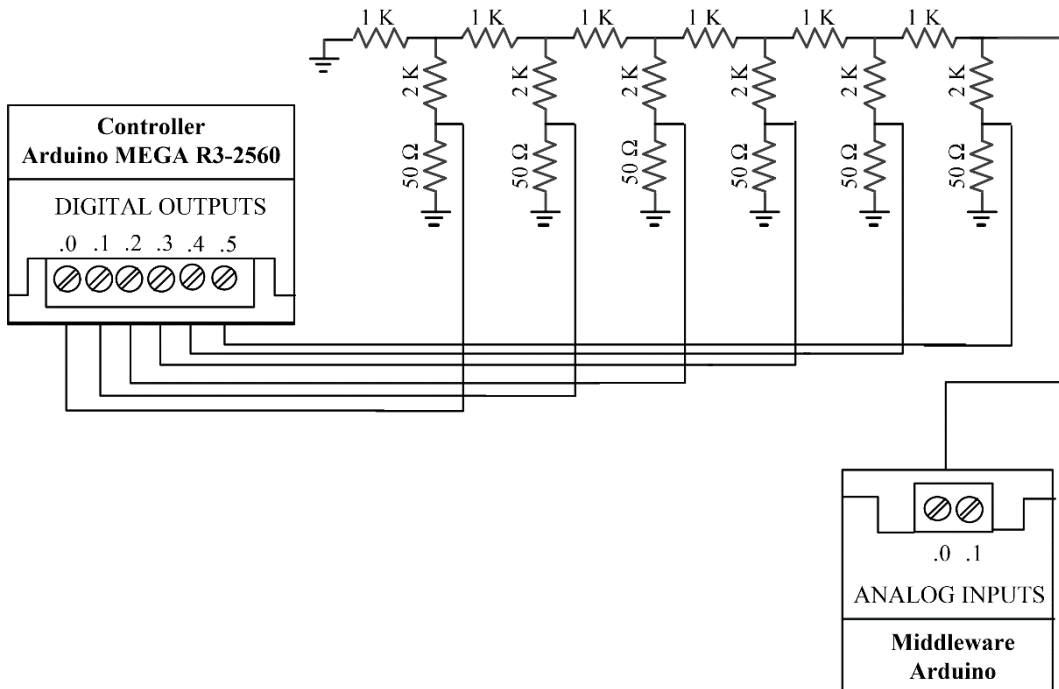 1 K 1 K 1 K 1 K 1 K 1 K
2 K 2 K 2 K 2 K 2 K 2 K
50 Ω 50 Ω 50 Ω 50 Ω 50 Ω 50 Ω
Controller
Arduino MEGA R3-2560
DIGITAL OUTPUTS
.0 .1 .2 .3 .4 .5
.0 .1
ANALOG INPUTS
Middleware
Arduino